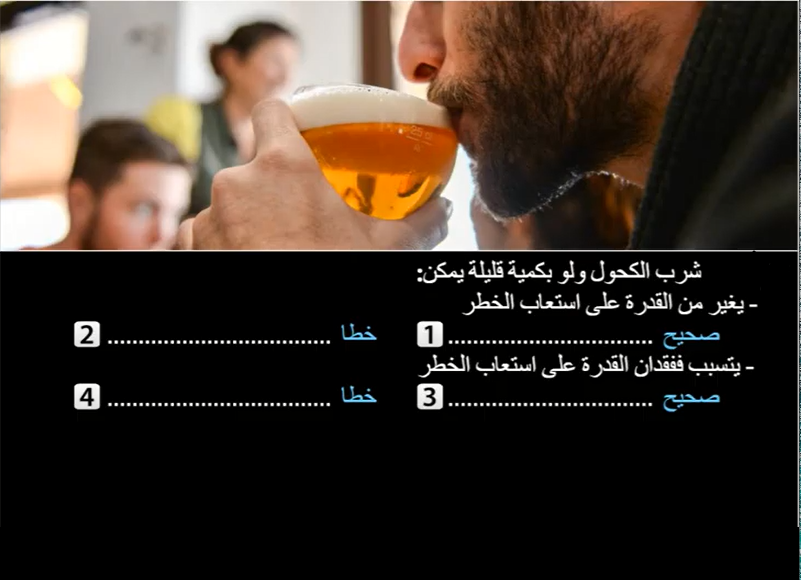 شرب الكحول ولو بكمية قليلة يمكن:
- يغير من القدرة على استعاب الخطر
صحيح ................................. 1 خطا .................................... 2
- يتسبب ففقدان القدرة على استعاب الخطر
صحيح ................................. 3 خطا .................................... 4